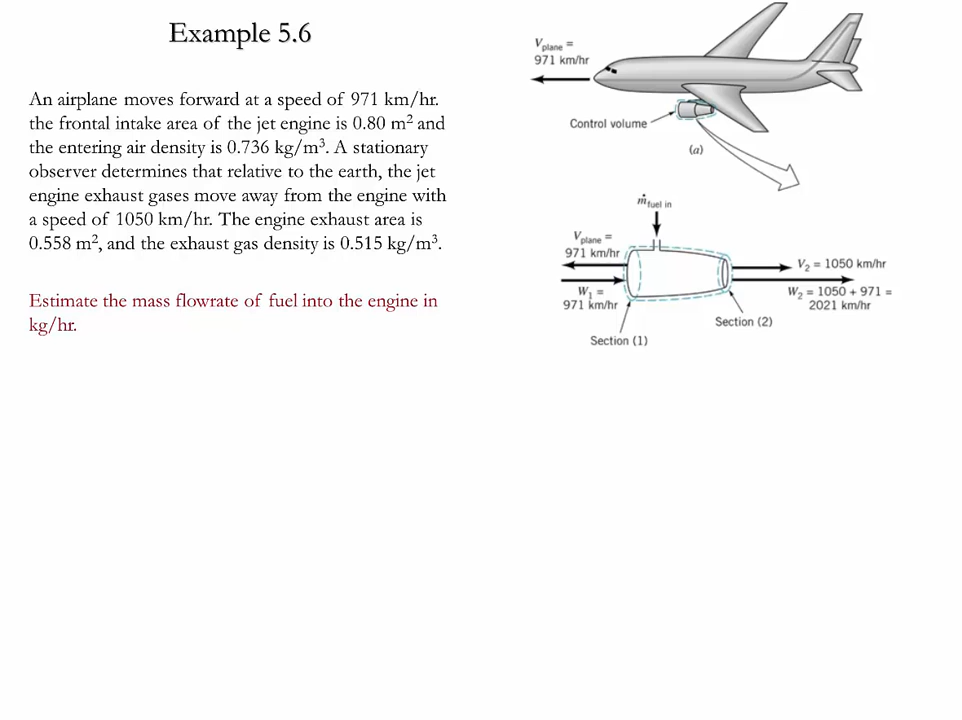 Example 5.6
An airplane moves forward at a speed of 971 km/hr.
the frontal intake area of the jet engine is 0.80 m² and
the entering air density is 0.736 kg/m³. A stationary
observer determines that relative to the earth, the jet
engine exhaust gases move away from the engine with
a speed of 1050 km/hr. The engine exhaust area is
0.558 m², and the exhaust gas density is 0.515 kg/m³.
Estimate the mass flowrate of fuel into the engine in
kg/hr.
V_plane =
971 km/hr
Control volume
(a)
ṁ_fuel in
V_plane =
971 km/hr
W₁ =
971 km/hr
V₂ = 1050 km/hr
W₂ = 1050 + 971 =
2021 km/hr
Section (2)
Section (1)